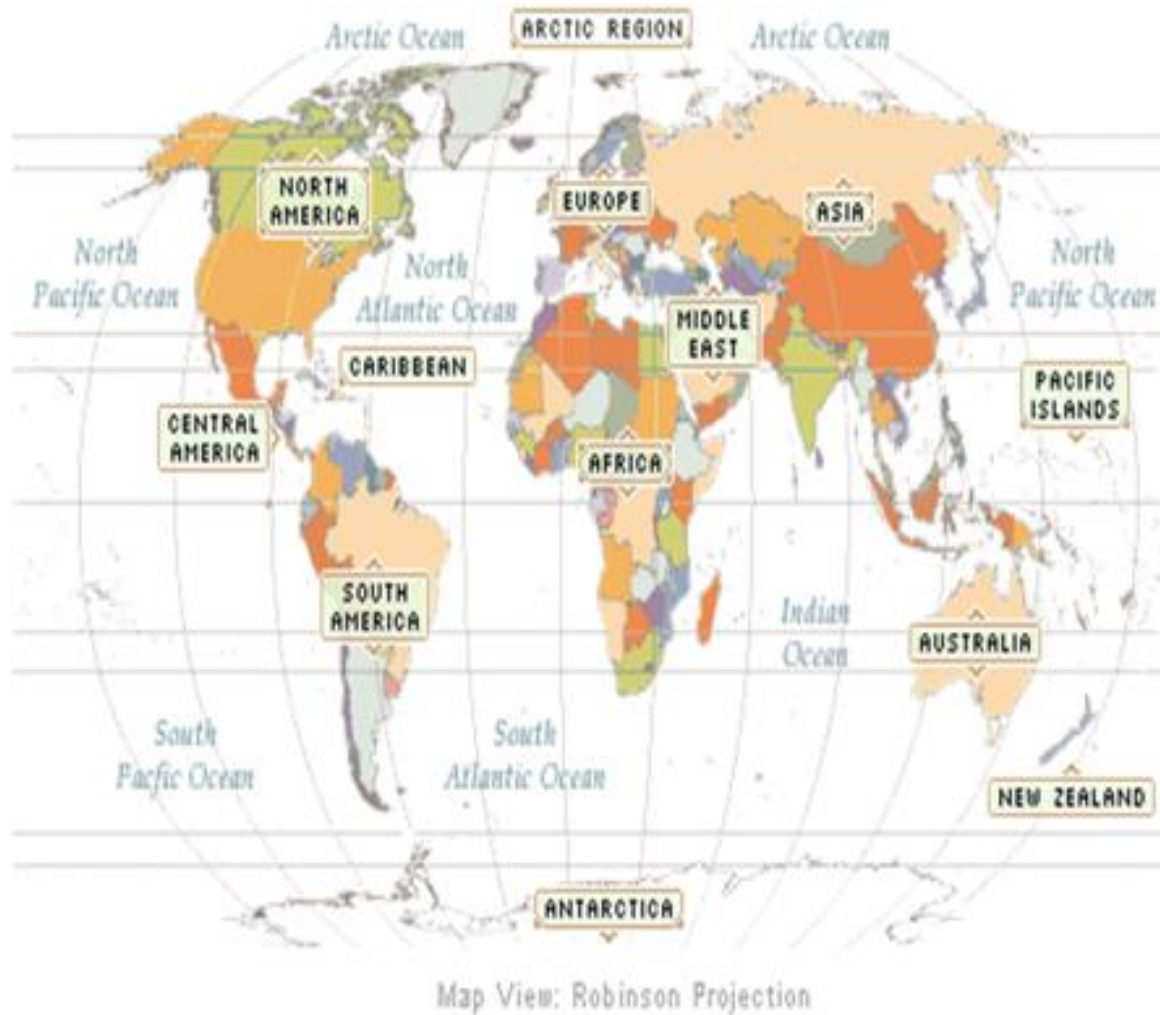 ARCTIC REGION
Arctic Ocean
Arctic Ocean
NORTH
AMERICA
EUROPE
ASIA
North
Pacific Ocean
North
Atlantic Ocean
North
Pacific Ocean
MIDDLE
EAST
CARIBBEAN
PACIFIC
ISLANDS
CENTRAL
AMERICA
AFRICA
SOUTH
AMERICA
Indian
Ocean
AUSTRALIA
South
Pacfic Ocean
South
Atlantic Ocean
NEW ZEALAND
ANTARCTICA
Map View: Robinson Projection